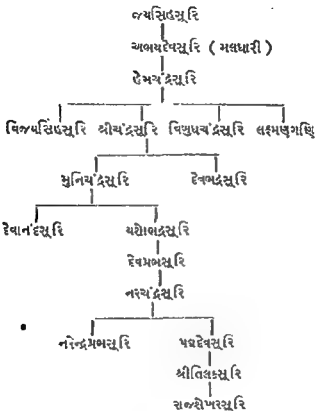 જયસિંહસૂરિ
અભયદેવસૂરિ ( મલધારી )
હેમચંદ્રસૂરિ
વિજયસિંહસૂરિ શ્રીચંદ્રસૂરિ વિબુધચંદ્રસૂરિ લક્ષ્મણગણિ
મુનિચંદ્રસૂરિ દેવભદ્રસૂરિ
દેવાનંદસૂરિ યશોભદ્રસૂરિ
દેવપ્રભસૂરિ
નરચંદ્રસૂરિ
નરેન્દ્રપ્રભસૂરિ પદ્મદેવસૂરિ
શ્રીતિલકસૂરિ
રાજશેખરસૂરિ